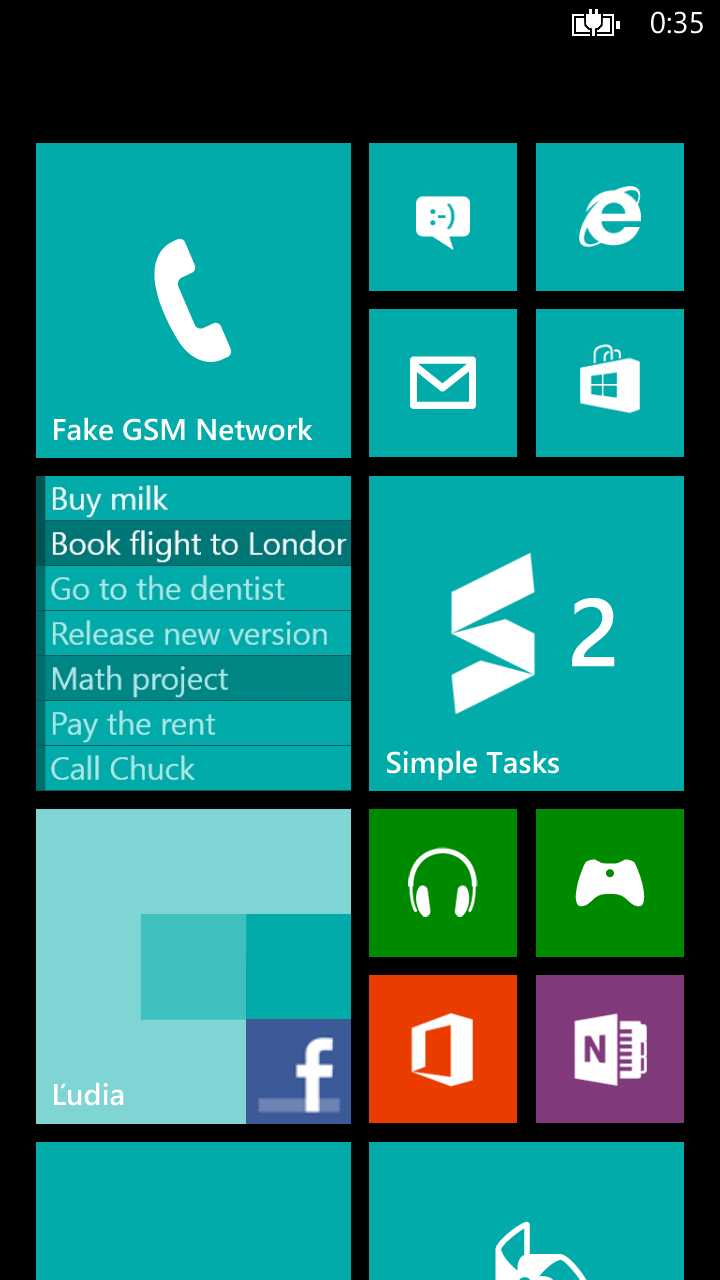 0:35
:-)
Fake GSM Network
Buy milk
Book flight to Londor
Go to the dentist
Release new version
Math project
Pay the rent
Call Chuck
2
Simple Tasks
Ľudia
f
N